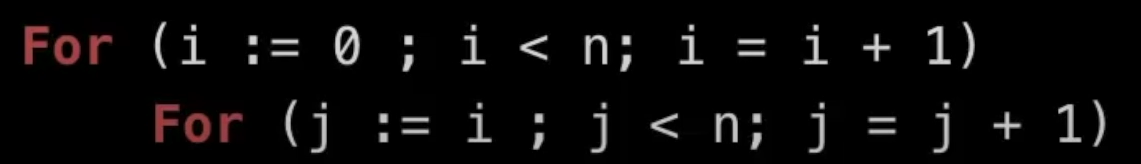 For (i := 0 ; i < n; i = i + 1)
For (j := i ; j < n; j = j + 1)